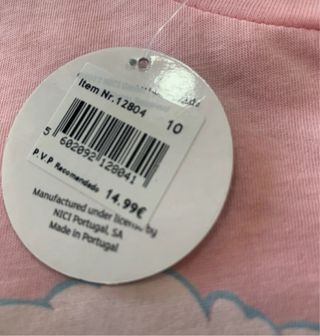 Item Nr.12804
10
5 602092 128041
P.V.P Recomendado 14.99€
Manufactured under license by
NICI Portugal, SA
Made in Portugal